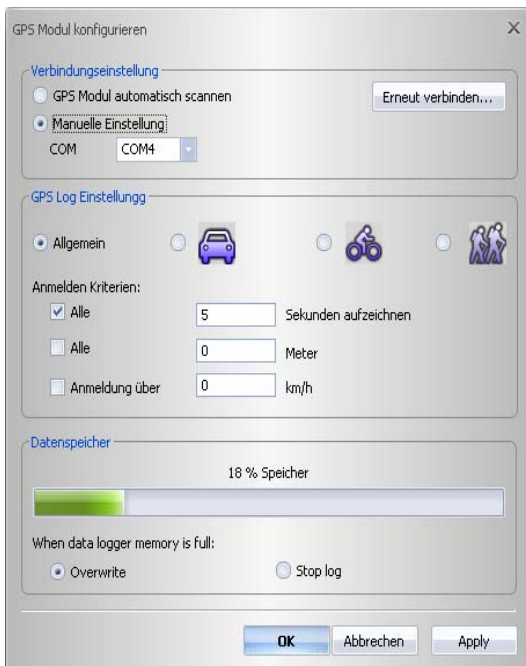 GPS Modul konfigurieren
Verbindungseinstellung
GPS Modul automatisch scannen
Erneut verbinden...
Manuelle Einstellung
COM COM4
GPS Log Einstellungg
Allgemein
Anmelden Kriterien:
Alle 5 Sekunden aufzeichnen
Alle 0 Meter
Anmeldung über 0 km/h
Datenspeicher
18 % Speicher
When data logger memory is full:
Overwrite Stop log
OK Abbrechen Apply